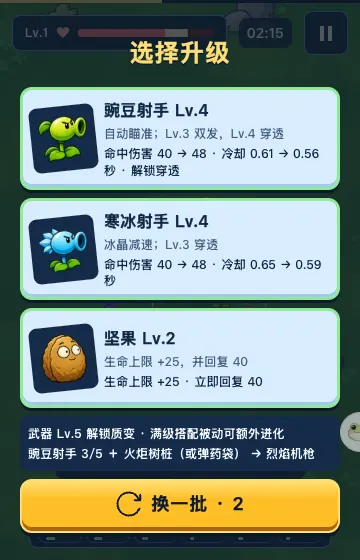 Lv.1
02:15
选择升级
豌豆射手 Lv.4
自动瞄准；Lv.3 双发，Lv.4 穿透
命中伤害 40 → 48 · 冷却 0.61 → 0.56
秒 · 解锁穿透
寒冰射手 Lv.4
冰晶减速；Lv.3 穿透
命中伤害 40 → 48 · 冷却 0.65 → 0.59
秒
坚果 Lv.2
生命上限 +25，并回复 40
生命上限 +25 · 立即回复 40
武器 Lv.5 解锁质变 · 满级搭配被动可额外进化
豌豆射手 3/5 + 火炬树桩（或弹药袋） → 烈焰机枪
换一批 · 2